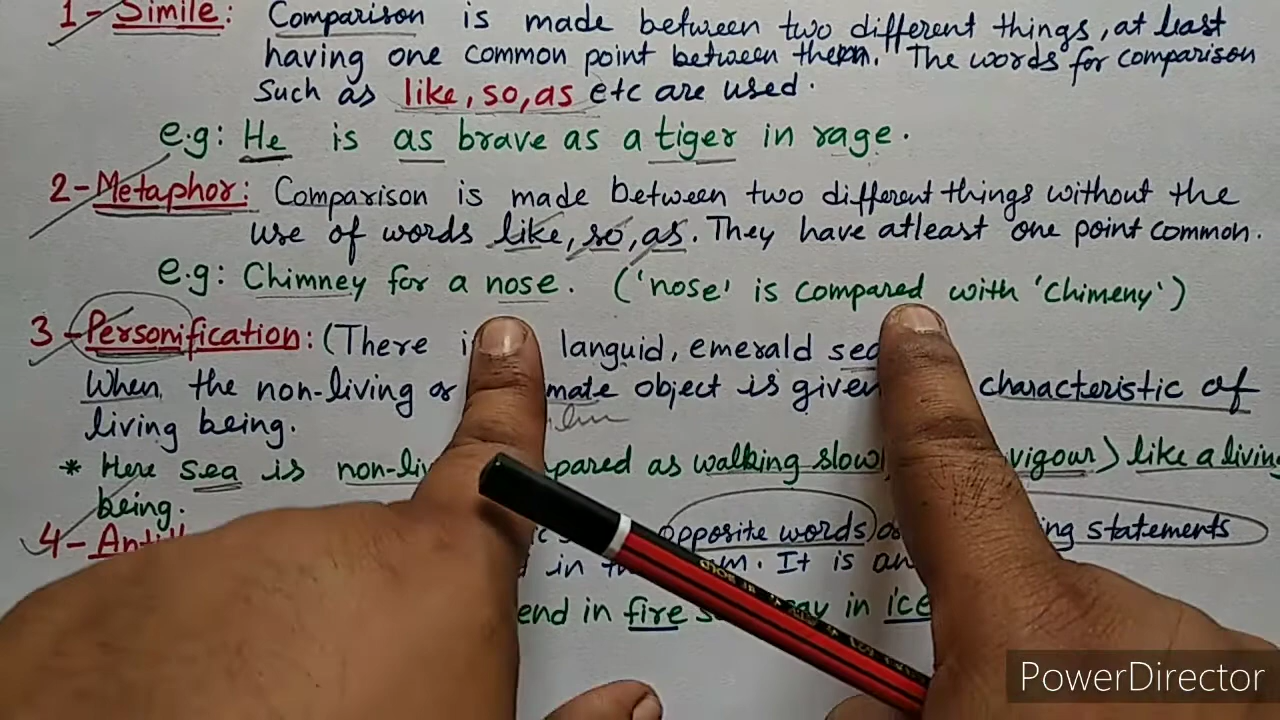 1- Simile: Comparison is made between two different things, at least
having one common point between them. The words for comparison
Such as like, so, as etc are used.
e.g: He is as brave as a tiger in rage.
2- Metaphor: Comparison is made between two different things without the
use of words like, so, as. They have atleast one point common.
e.g: Chimney for a nose. ('nose' is compared with 'chimeny')
3- Personification: (There languid, emerald sea
When the non-living or object is given characteristic of
living being.
* Here sea is walking slow vigour) like a living
being.
4- opposite words statements
in It is an
end in fire in ice
PowerDirector